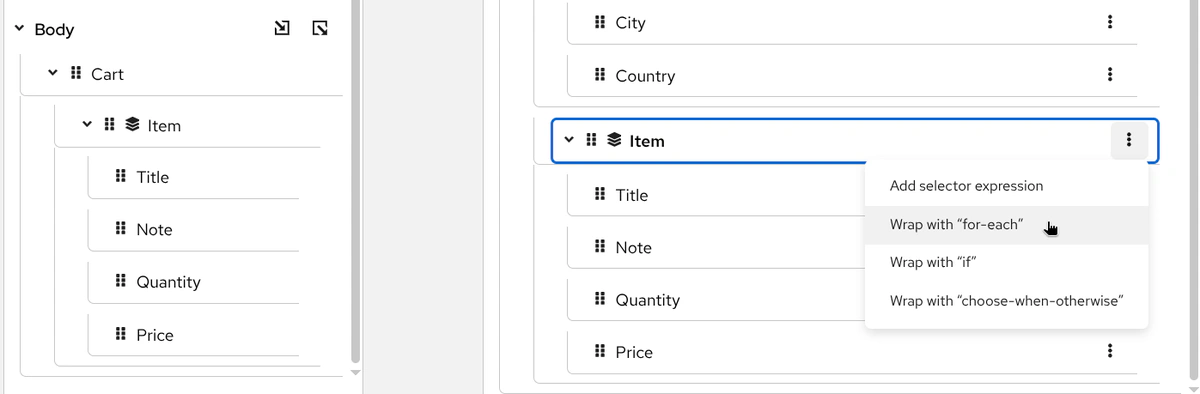 Body
Cart
Item
Title
Note
Quantity
Price
City
Country
Item
Title
Note
Quantity
Price
Add selector expression
Wrap with “for-each”
Wrap with “if”
Wrap with “choose-when-otherwise”